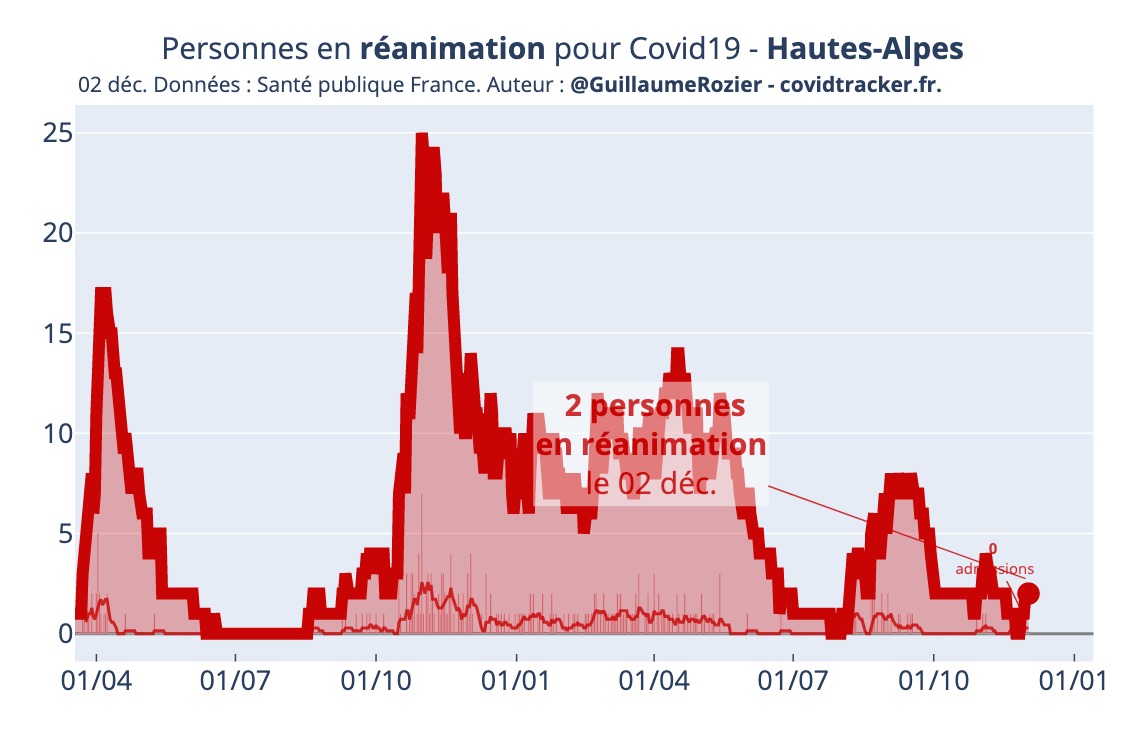 Personnes en réanimation pour Covid19 - Hautes-Alpes
02 déc. Données : Santé publique France. Auteur : @GuillaumeRozier - covidtracker.fr.
25
20
15
10
5
0
2 personnes
en réanimation
le 02 déc.
0
admissions
01/04
01/07
01/10
01/01
01/04
01/07
01/10
01/01